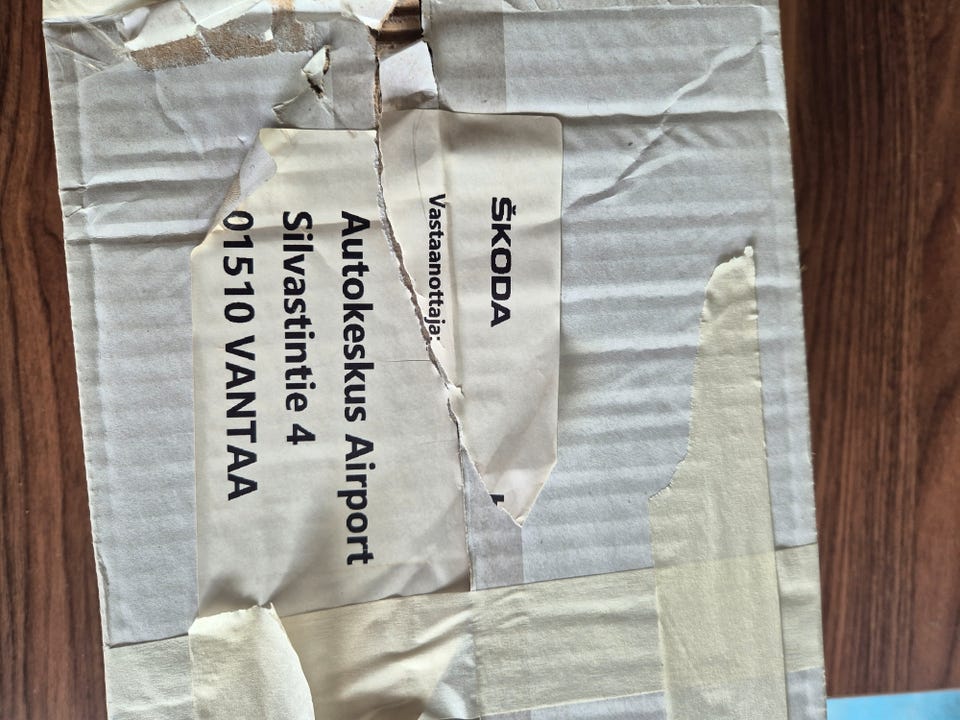 ŠKODA
Vastaanottaja:
Autokeskus Airport
Silvastintie 4
01510 VANTAA